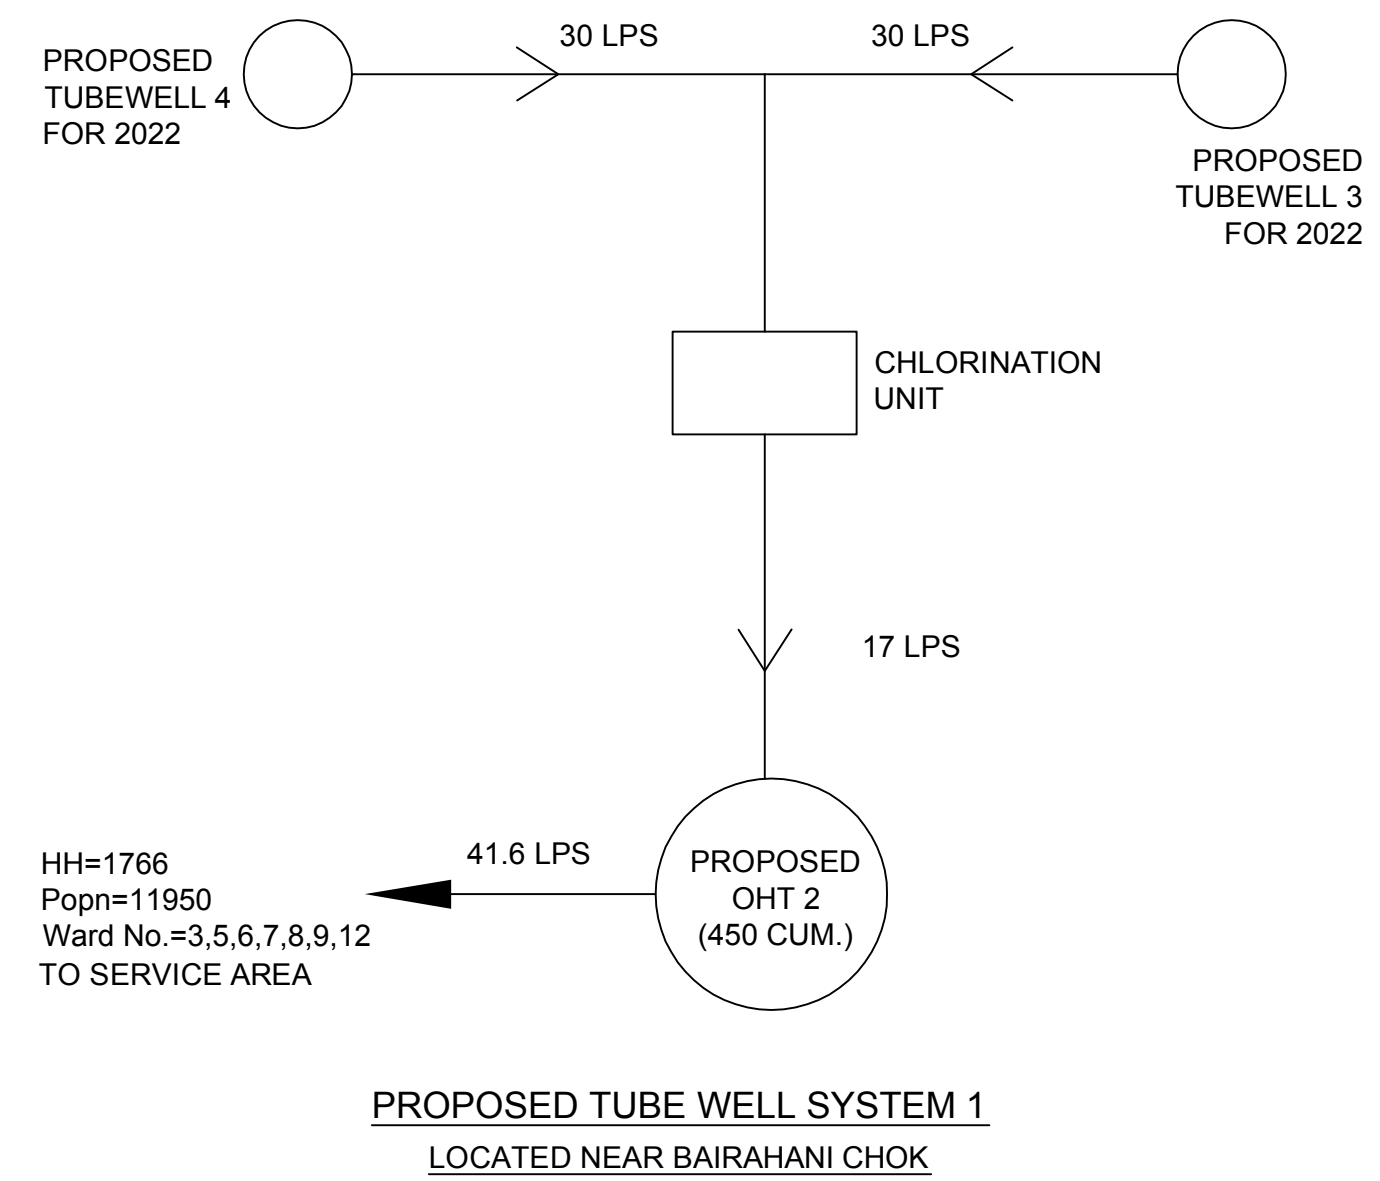 30 LPS
30 LPS
PROPOSED
TUBEWELL 4
FOR 2022
PROPOSED
TUBEWELL 3
FOR 2022
CHLORINATION
UNIT
17 LPS
41.6 LPS
HH=1766
Popn=11950
Ward No.=3,5,6,7,8,9,12
TO SERVICE AREA
PROPOSED
OHT 2
(450 CUM.)
PROPOSED TUBE WELL SYSTEM 1
LOCATED NEAR BAIRAHANI CHOK